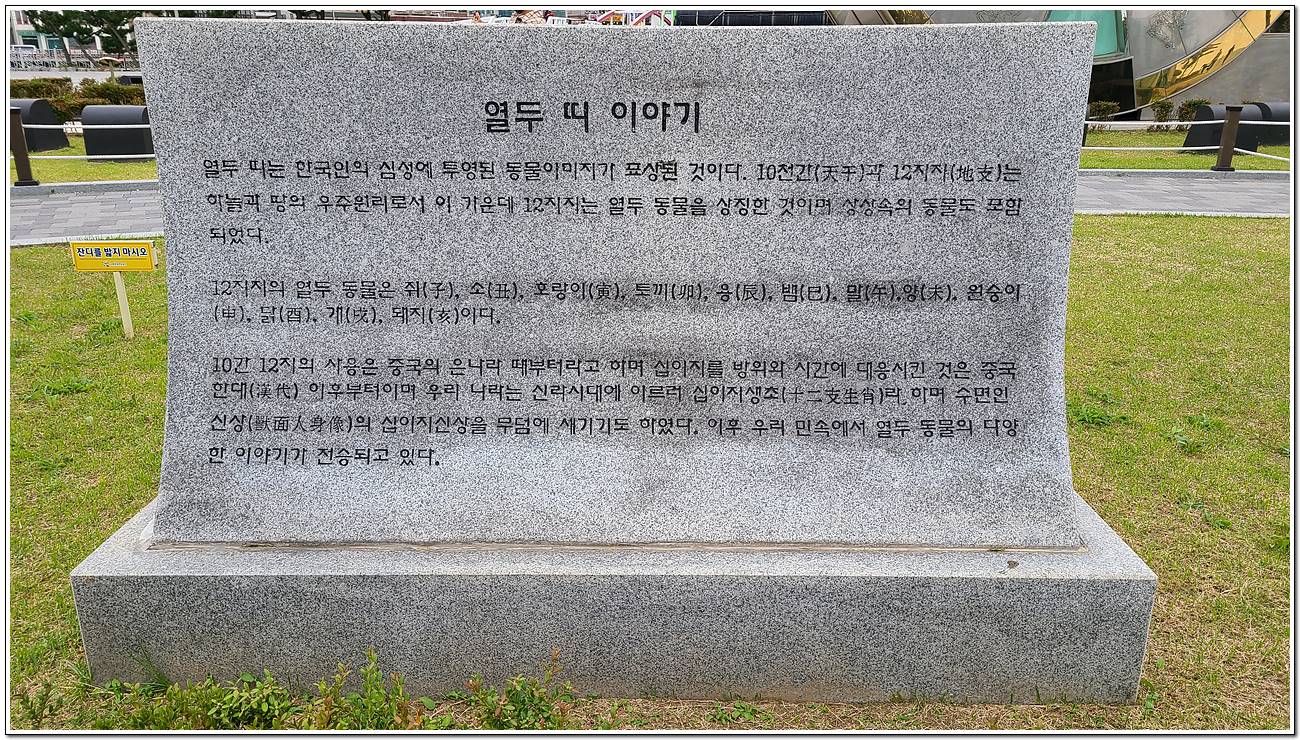 열두 띠 이야기
열두 띠는 한국인의 심성에 투영된 동물이미지가 표상된 것이다. 10천간(天干)과 12지지(地支)는
하늘과 땅의 우주원리로서 이 가운데 12지지는 열두 동물을 상징한 것이며 상상속의 동물도 포함
되었다.
12지지의 열두 동물은 쥐(子), 소(丑), 호랑이(寅), 토끼(卯), 용(辰), 뱀(巳), 말(午),양(未), 원숭이
(申), 닭(酉), 개(戌), 돼지(亥)이다.
10간 12지의 사용은 중국의 은나라 때부터라고 하며 십이지를 방위와 시간에 대응시킨 것은 중국
한대(漢代) 이후부터이며 우리 나라는 신라시대에 이르러 십이지생초(十二支生肖)라 하며 수면인
신상(獸面人身像)의 십이지신상을 무덤에 새기기도 하였다. 이후 우리 민속에서 열두 동물의 다양
한 이야기가 전승되고 있다.
잔디를 밟지 마시오